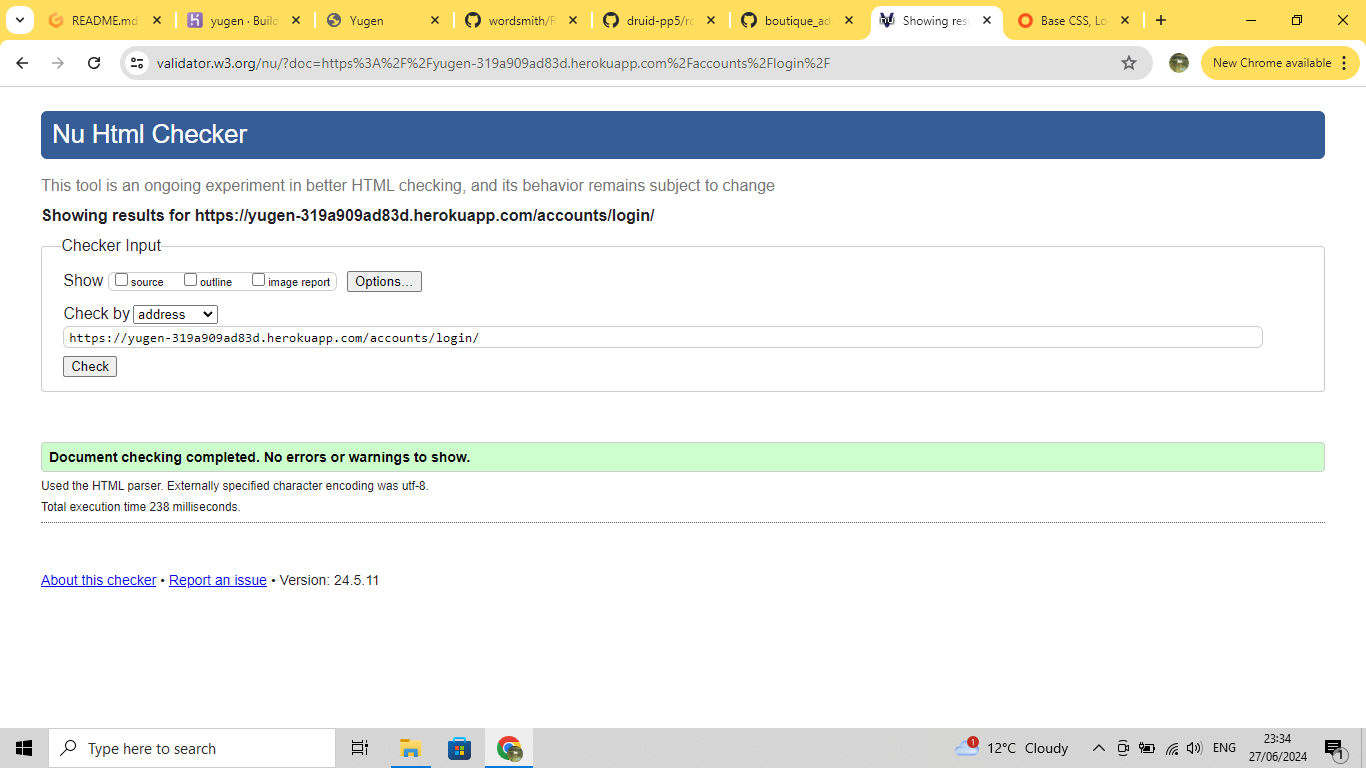 README.md yugen · Build Yugen wordsmith/R druid-pp5/re boutique_ad Showing resu Base CSS, Lo
validator.w3.org/nu/?doc=https%3A%2F%2Fyugen-319a909ad83d.herokuapp.com%2Faccounts%2Flogin%2F New Chrome available
Nu Html Checker
This tool is an ongoing experiment in better HTML checking, and its behavior remains subject to change
Showing results for https://yugen-319a909ad83d.herokuapp.com/accounts/login/
Checker Input
Show source outline image report Options...
Check by address
https://yugen-319a909ad83d.herokuapp.com/accounts/login/
Check
Document checking completed. No errors or warnings to show.
Used the HTML parser. Externally specified character encoding was utf-8.
Total execution time 238 milliseconds.
About this checker • Report an issue • Version: 24.5.11
Type here to search 1 12°C Cloudy ENG 23:34 1
27/06/2024